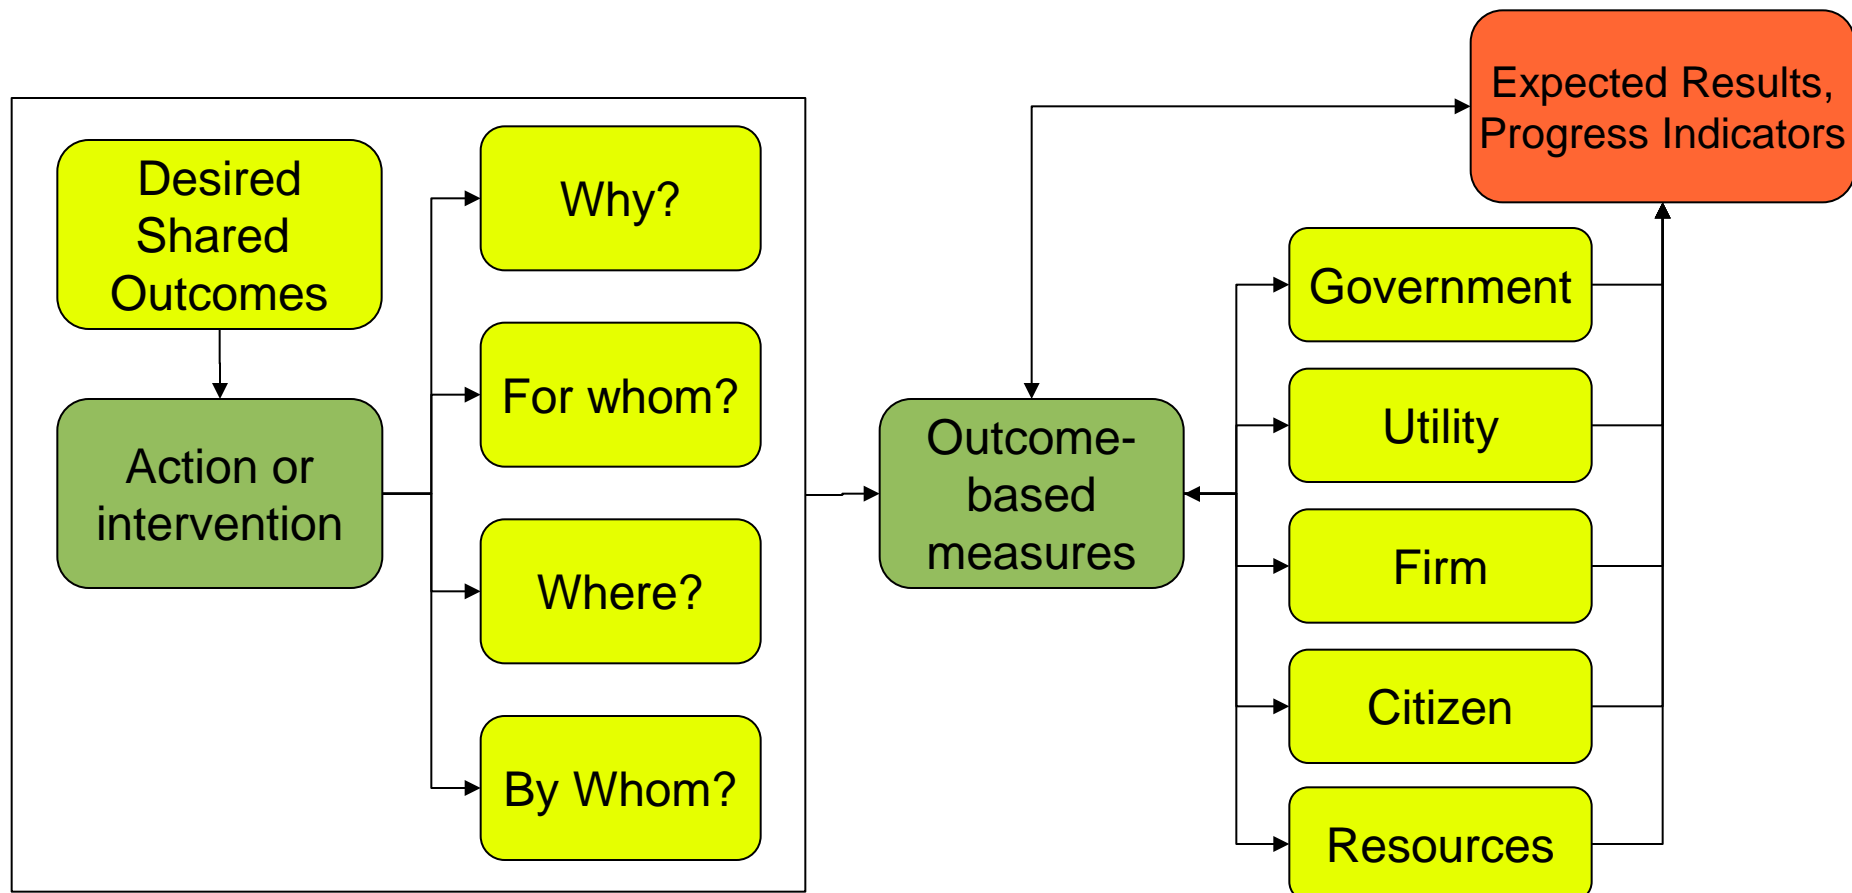 Desired
Shared
Outcomes
Action or
intervention
Why?
For whom?
Where?
By Whom?
Outcome-
based
measures
Expected Results,
Progress Indicators
Government
Utility
Firm
Citizen
Resources